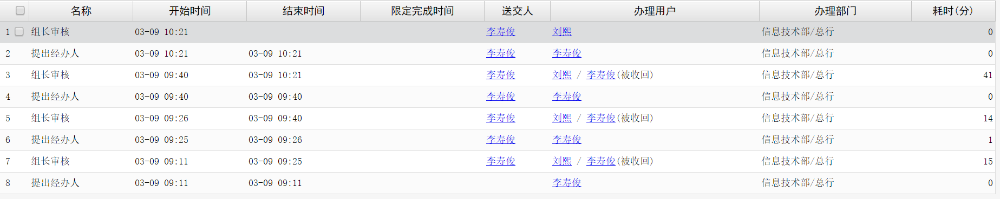 名称 开始时间 结束时间 限定完成时间 送交人 办理用户 办理部门 耗时(分)
1 组长审核 03-09 10:21 李寿俊 刘熙 信息技术部/总行 0
2 提出经办人 03-09 10:21 03-09 10:21 李寿俊 李寿俊 信息技术部/总行 0
3 组长审核 03-09 09:40 03-09 10:21 李寿俊 刘熙 / 李寿俊(被收回) 信息技术部/总行 41
4 提出经办人 03-09 09:40 03-09 09:40 李寿俊 李寿俊 信息技术部/总行 0
5 组长审核 03-09 09:26 03-09 09:40 李寿俊 刘熙 / 李寿俊(被收回) 信息技术部/总行 14
6 提出经办人 03-09 09:25 03-09 09:26 李寿俊 李寿俊 信息技术部/总行 1
7 组长审核 03-09 09:11 03-09 09:25 李寿俊 刘熙 / 李寿俊(被收回) 信息技术部/总行 15
8 提出经办人 03-09 09:11 03-09 09:11 李寿俊 信息技术部/总行 0